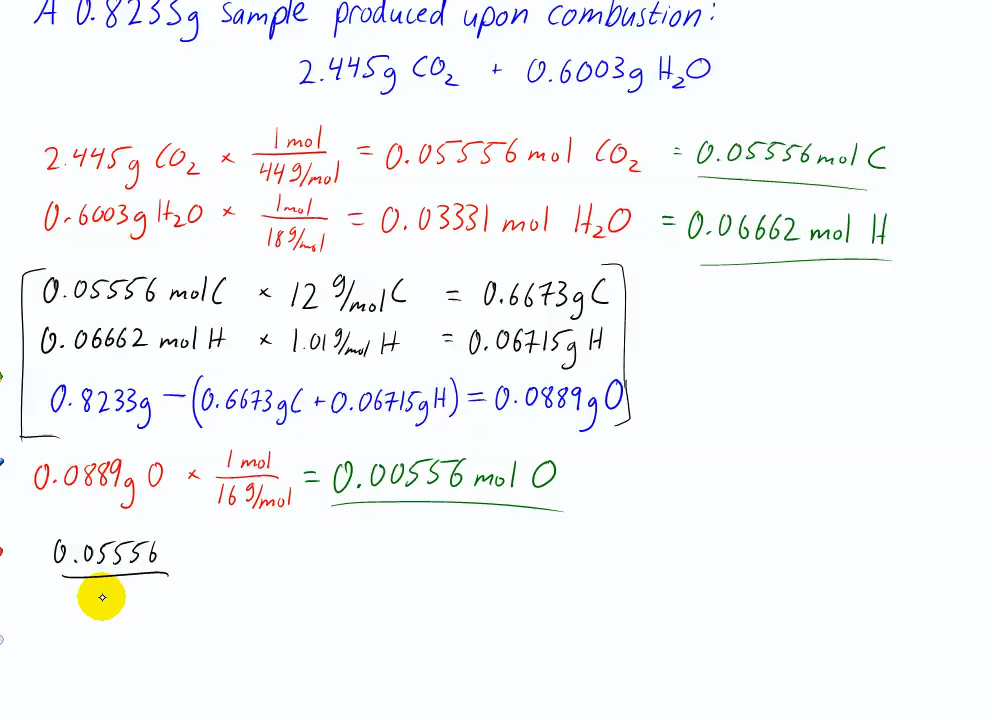 A 0.8233g sample produced upon combustion:
2.445g CO₂ + 0.6003g H₂O
2.445g CO₂ × 1 mol / 44 g/mol = 0.05556 mol CO₂ = 0.05556 mol C
0.6003g H₂O × 1 mol / 18 g/mol = 0.03331 mol H₂O = 0.06662 mol H
0.05556 mol C × 12 g/mol C = 0.6673g C
0.06662 mol H × 1.01 g/mol H = 0.06715g H
0.8233g − (0.6673g C + 0.06715g H) = 0.0889g O
0.0889g O × 1 mol / 16 g/mol = 0.00556 mol O
0.05556